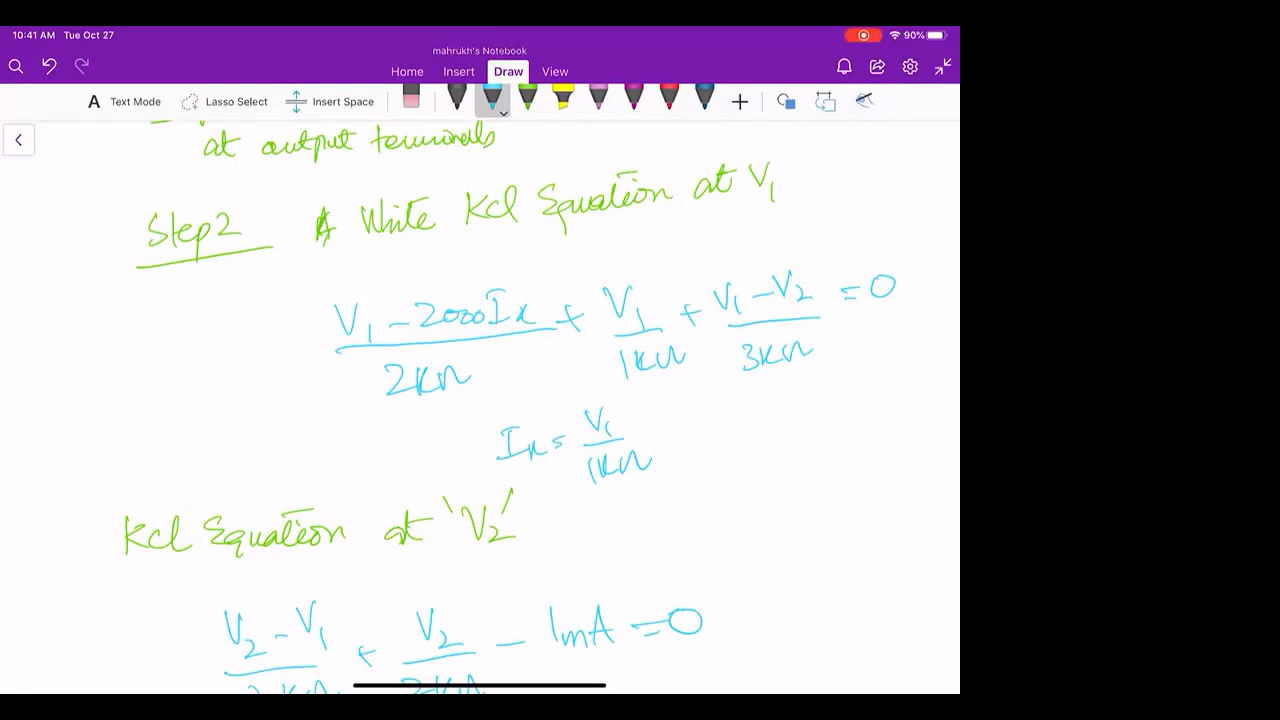 10:41 AM Tue Oct 27 90%
mahrukh's Notebook
Home Insert Draw View
A Text Mode Lasso Select Insert Space
at output terminals
Step 2 Write Kcl Equation at V₁
V₁ - 2000Ix / 2KΩ + V₁ / 1KΩ + V₁ - V₂ / 3KΩ = 0
Ix = V₁ / 1KΩ
Kcl Equation at 'V₂'
V₂ - V₁ + V₂ - 1mA = 0